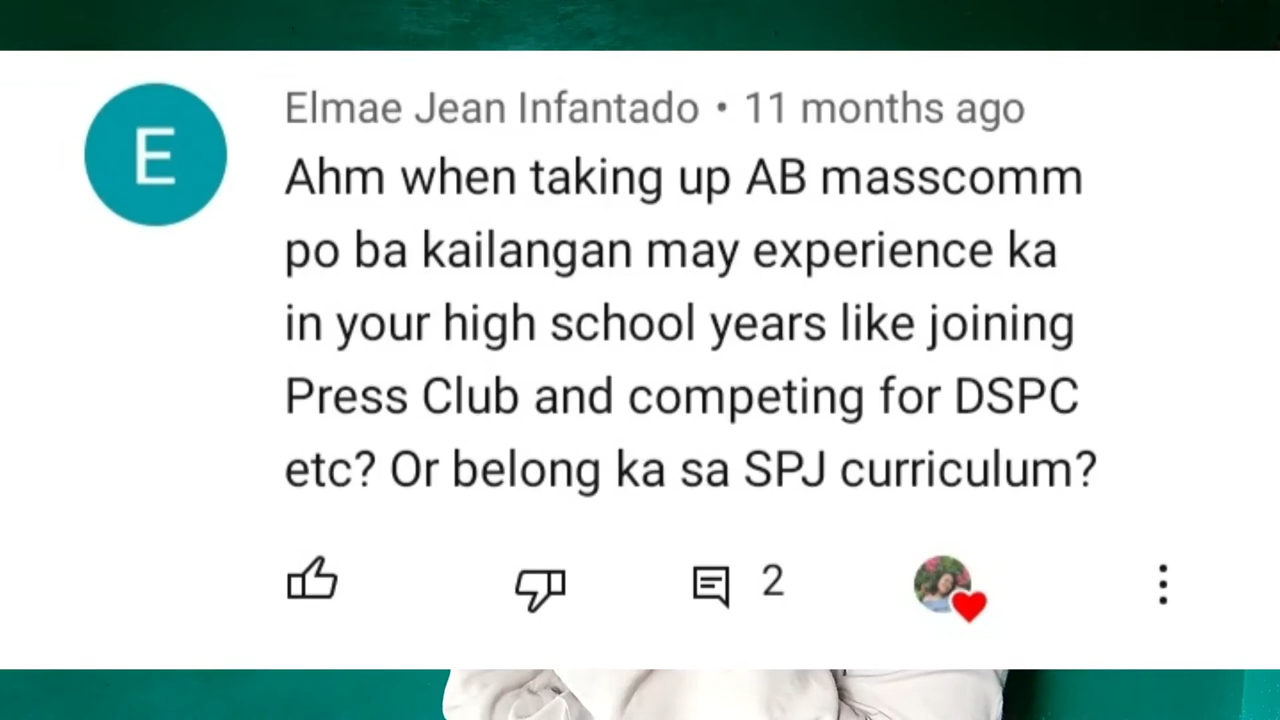 E
Elmae Jean Infantado • 11 months ago
Ahm when taking up AB masscomm
po ba kailangan may experience ka
in your high school years like joining
Press Club and competing for DSPC
etc? Or belong ka sa SPJ curriculum?
2